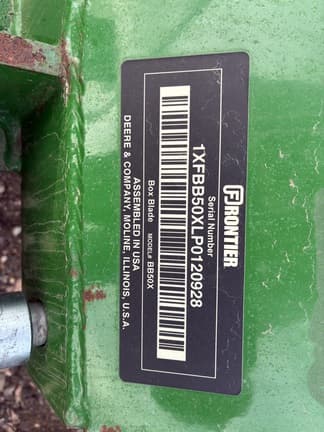 FRONTIER
Serial Number
1XFBB50XLP0120928
Box Blade MODEL# BB50X
ASSEMBLED IN USA
DEERE & COMPANY, MOLINE, ILLINOIS, U.S.A.